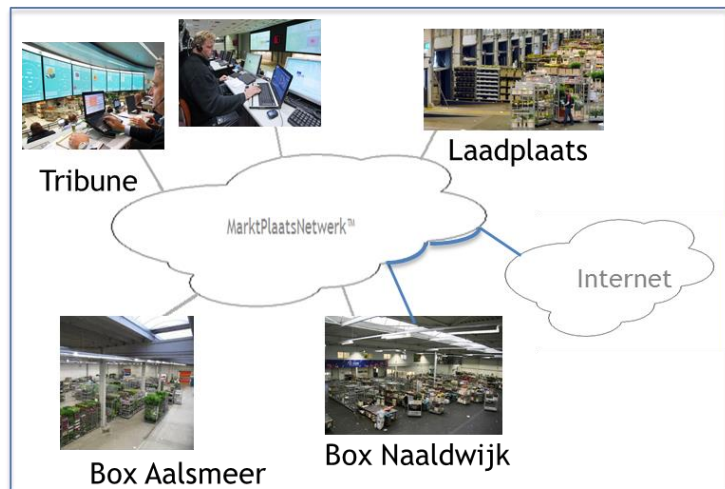 Tribune
Laadplaats
MarktPlaatsNetwerk™
Internet
Box Aalsmeer
Box Naaldwijk